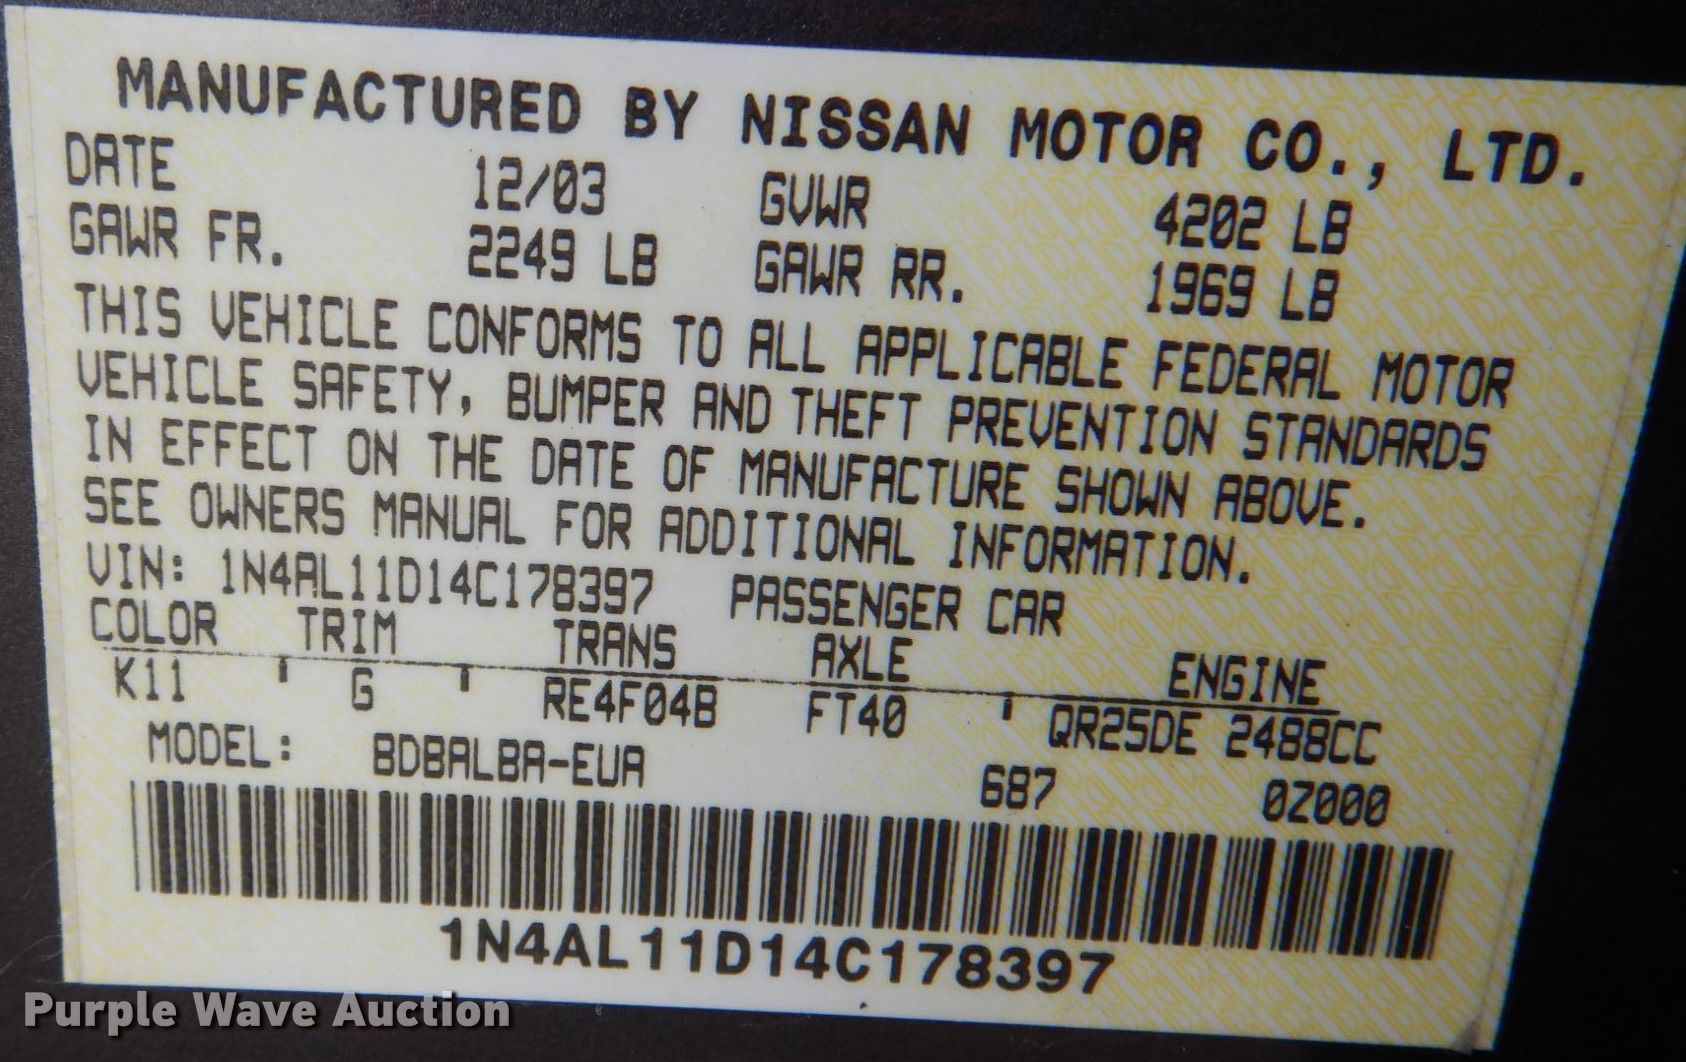 MANUFACTURED BY NISSAN MOTOR CO., LTD.
DATE 12/03 GVWR 4202 LB
GAWR FR. 2249 LB GAWR RR. 1969 LB
THIS VEHICLE CONFORMS TO ALL APPLICABLE FEDERAL MOTOR
VEHICLE SAFETY, BUMPER AND THEFT PREVENTION STANDARDS
IN EFFECT ON THE DATE OF MANUFACTURE SHOWN ABOVE.
SEE OWNERS MANUAL FOR ADDITIONAL INFORMATION.
VIN: 1N4AL11D14C178397 PASSENGER CAR
COLOR TRIM TRANS AXLE ENGINE
K11 G RE4F04B FT40 QR25DE 2488CC
MODEL: BDBALBA-EUA 687 0Z000
1N4AL11D14C178397
Purple Wave Auction